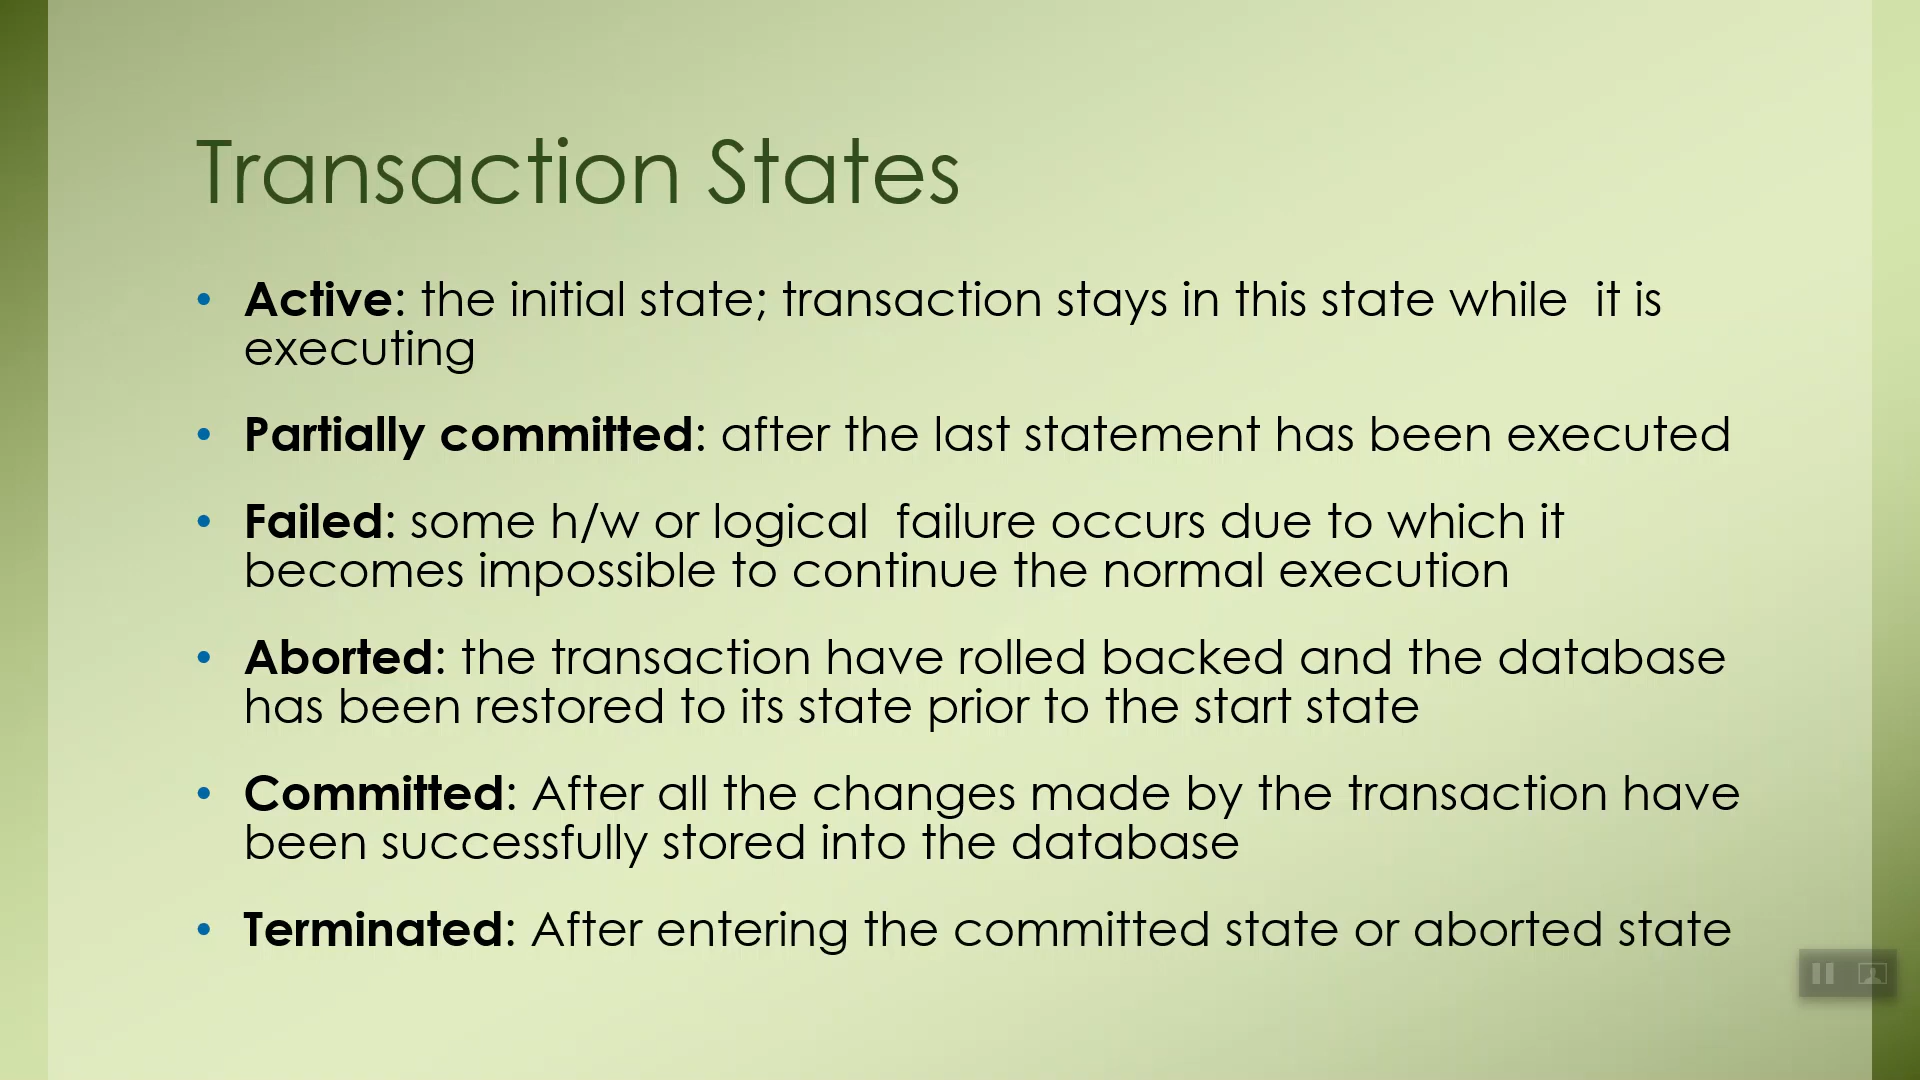 Transaction States
• Active: the initial state; transaction stays in this state while  it is
executing
• Partially committed: after the last statement has been executed
• Failed: some h/w or logical  failure occurs due to which it
becomes impossible to continue the normal execution
• Aborted: the transaction have rolled backed and the database
has been restored to its state prior to the start state
• Committed: After all the changes made by the transaction have
been successfully stored into the database
• Terminated: After entering the committed state or aborted state